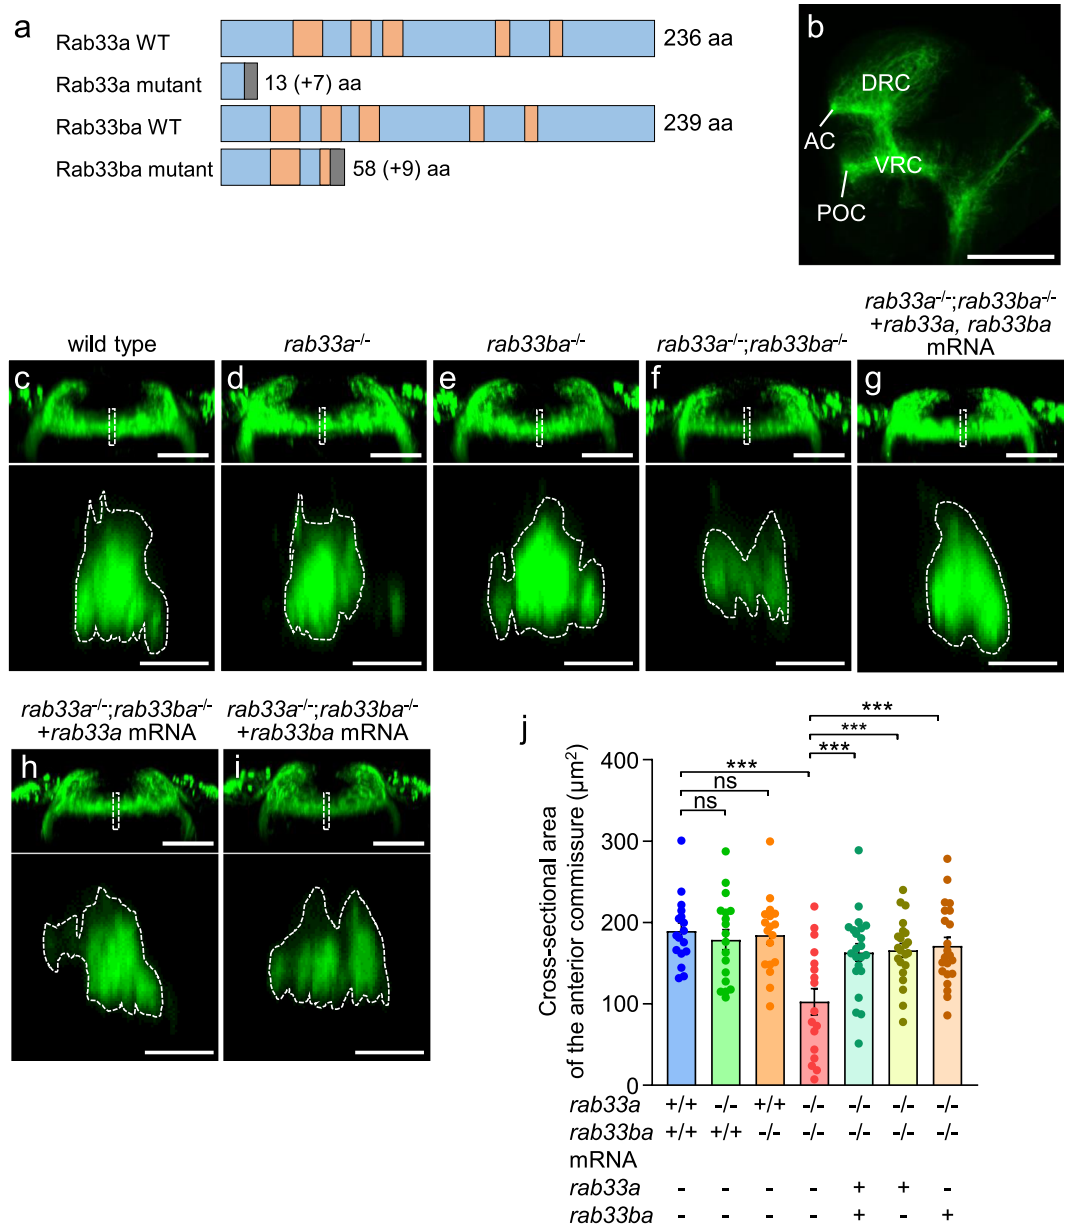 a
Rab33a WT
236 aa
Rab33a mutant
13 (+7) aa
Rab33ba WT
239 aa
Rab33ba mutant
58 (+9) aa
b
DRC
AC
VRC
POC
wild type
rab33a-/-
rab33ba-/-
rab33a-/-;rab33ba-/-
rab33a-/-;rab33ba-/-
+rab33a, rab33ba
mRNA
c
d
e
f
g
rab33a-/-;rab33ba-/-
+rab33a mRNA
rab33a-/-;rab33ba-/-
+rab33ba mRNA
h
i
j
Cross-sectional area
of the anterior commissure (µm²)
400
300
200
100
0
***
***
***
***
ns
ns
rab33a +/+ -/- +/+ -/- -/- -/- -/-
rab33ba +/+ +/+ -/- -/- -/- -/- -/-
mRNA
rab33a - - - - + + -
rab33ba - - - - + - +